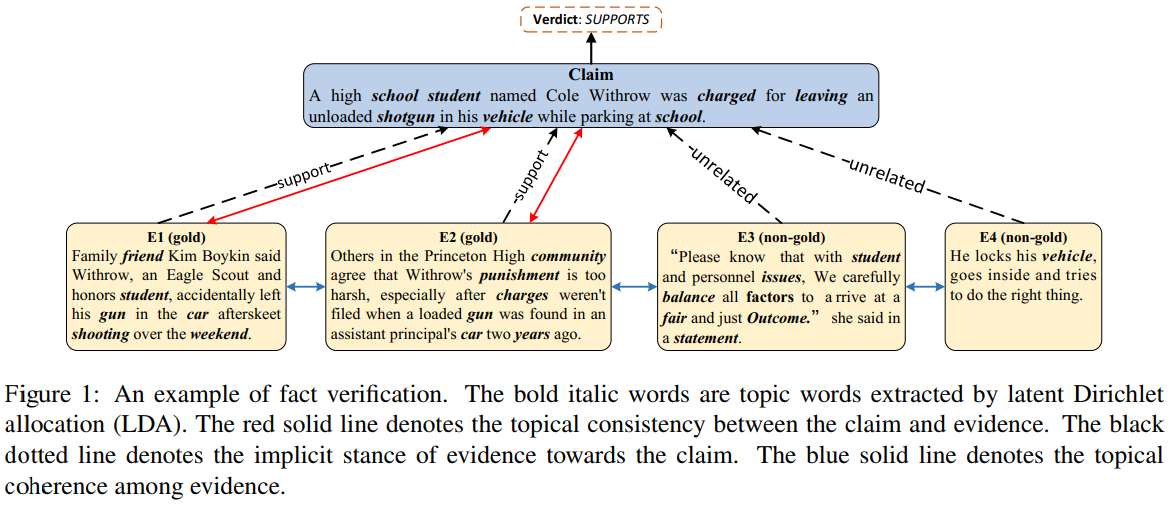 Verdict: SUPPORTS
Claim
A high school student named Cole Withrow was charged for leaving an
unloaded shotgun in his vehicle while parking at school.
support
support
unrelated
unrelated
E1 (gold)
Family friend Kim Boykin said
Withrow, an Eagle Scout and
honors student, accidentally left
his gun in the car afterskeet
shooting over the weekend.
E2 (gold)
Others in the Princeton High community
agree that Withrow's punishment is too
harsh, especially after charges weren't
filed when a loaded gun was found in an
assistant principal's car two years ago.
E3 (non-gold)
“Please know that with student
and personnel issues, We carefully
balance all factors to a rrive at a
fair and just Outcome.” she said in
a statement.
E4 (non-gold)
He locks his vehicle,
goes inside and tries
to do the right thing.
Figure 1: An example of fact verification. The bold italic words are topic words extracted by latent Dirichlet
allocation (LDA). The red solid line denotes the topical consistency between the claim and evidence. The black
dotted line denotes the implicit stance of evidence towards the claim. The blue solid line denotes the topical
coherence among evidence.